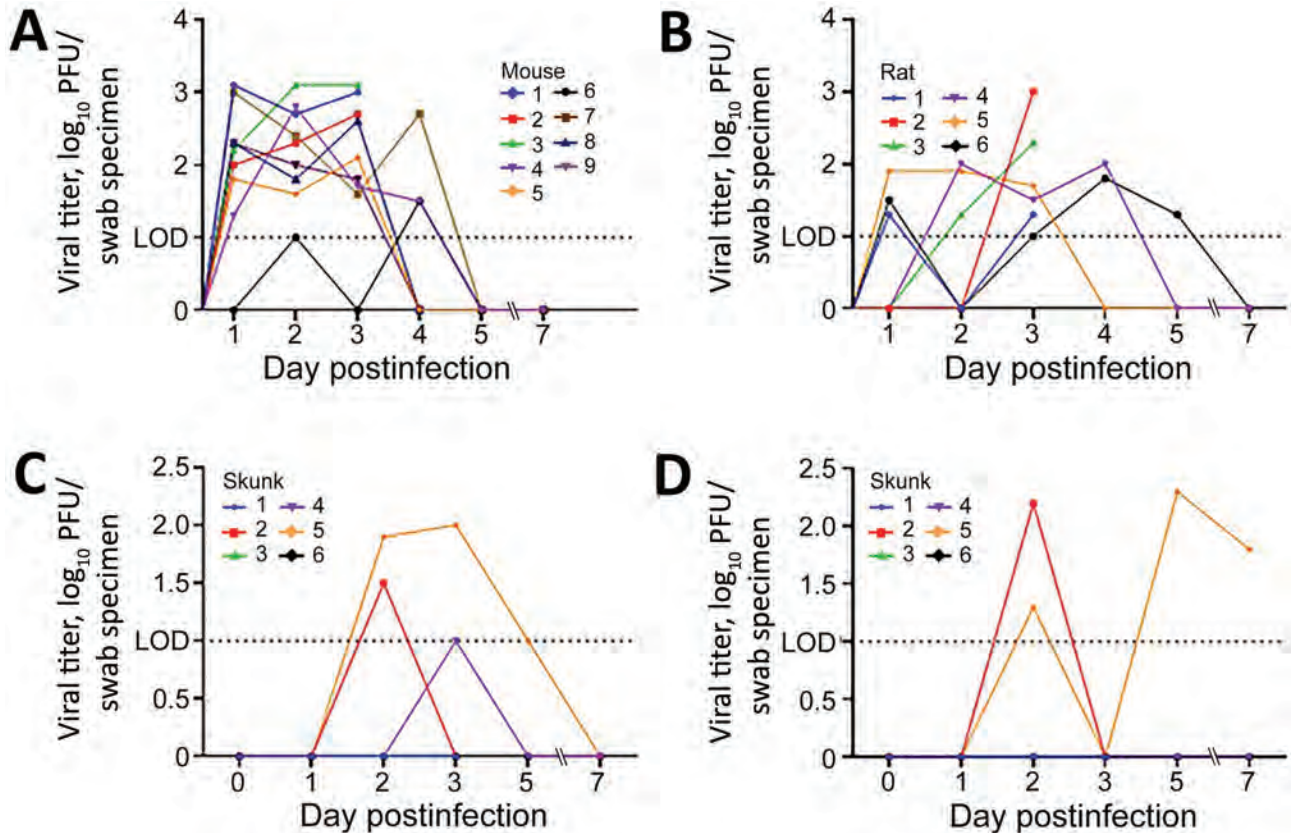 A
Viral titer, log10 PFU/
swab specimen
4
3
2
LOD
0
Mouse
1 6
2 7
3 8
4 9
5
1 2 3 4 5 7
Day postinfection
B
Viral titer, log10 PFU/
swab specimen
4
3
2
LOD
0
Rat
1 4
2 5
3 6
1 2 3 4 5 7
Day postinfection
C
Viral titer, log10 PFU/
swab specimen
2.5
2.0
1.5
LOD
0.5
0
Skunk
1 4
2 5
3 6
0 1 2 3 5 7
Day postinfection
D
Viral titer, log10 PFU/
swab specimen
2.5
2.0
1.5
LOD
0.5
0
Skunk
1 4
2 5
3 6
0 1 2 3 5 7
Day postinfection